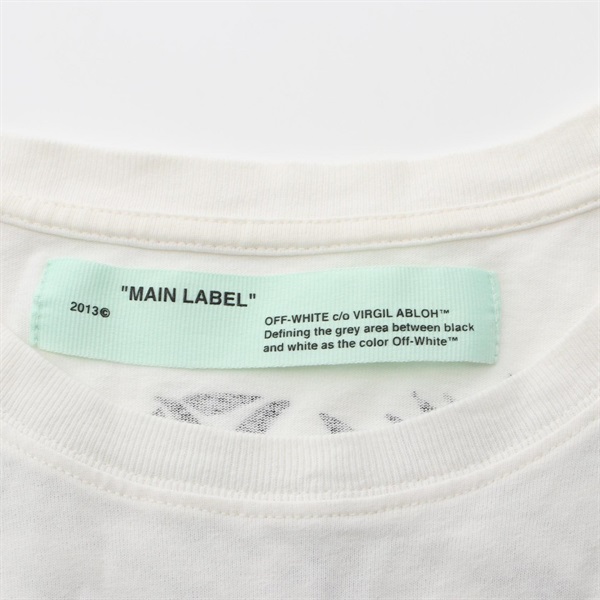 "MAIN LABEL"
2013©
OFF-WHITE c/o VIRGIL ABLOH™
Defining the grey area between black
and white as the color Off-White™